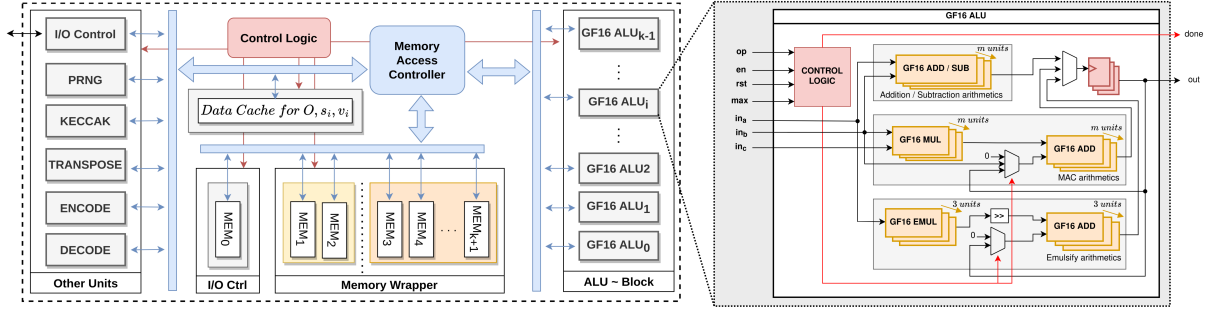 I/O Control
PRNG
KECCAK
TRANSPOSE
ENCODE
DECODE
Other Units
Control Logic
Memory
Access
Controller
Data Cache for O, s_i, v_i
MEM_0
I/O Ctrl
MEM_1
MEM_2
MEM_3
MEM_4
. . .
MEM_{k+1}
Memory Wrapper
GF16 ALU_{k-1}
GF16 ALU_i
GF16 ALU2
GF16 ALU_1
GF16 ALU_0
ALU ~ Block
GF16 ALU
op
en
rst
max
in_a
in_b
in_c
CONTROL
LOGIC
m units
GF16 ADD / SUB
Addition / Subtraction arithmetics
m units
GF16 MUL
0
m units
GF16 ADD
MAC arithmetics
3 units
GF16 EMUL
>>
0
3 units
GF16 ADD
Emulsify arithmetics
done
out